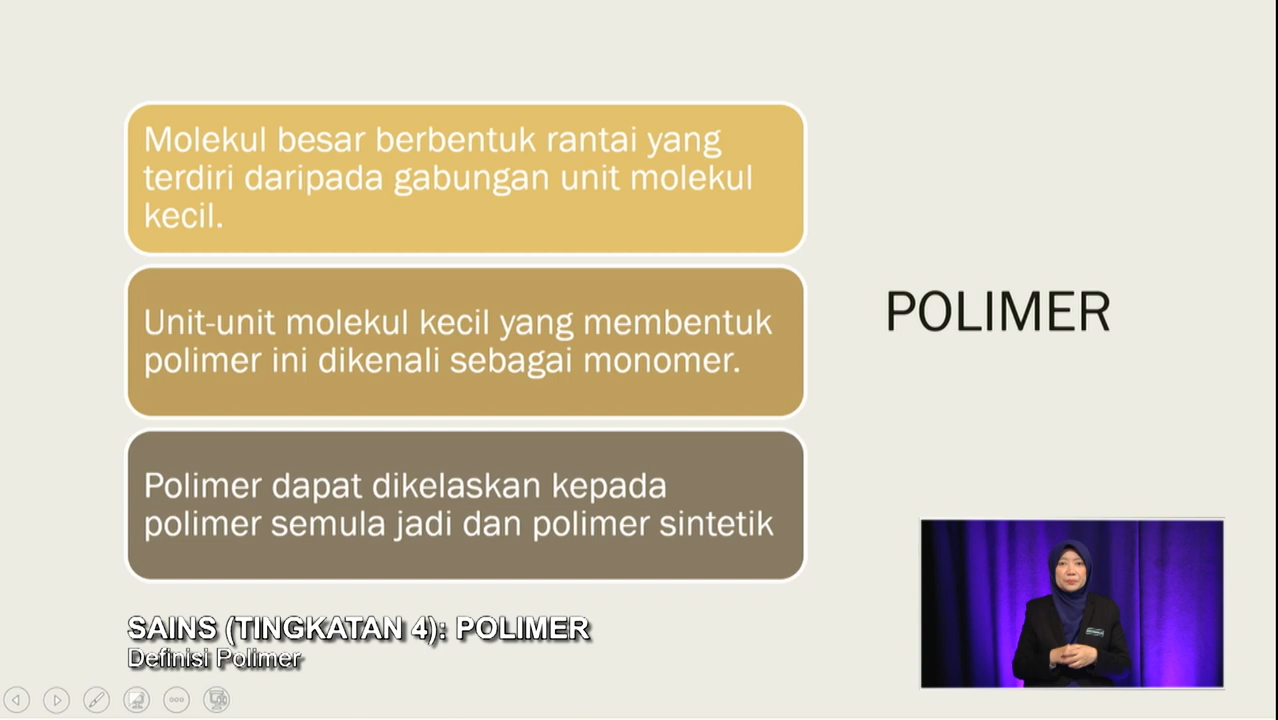 Molekul besar berbentuk rantai yang
terdiri daripada gabungan unit molekul
kecil.
Unit-unit molekul kecil yang membentuk
polimer ini dikenali sebagai monomer.
Polimer dapat dikelaskan kepada
polimer semula jadi dan polimer sintetik
POLIMER
SAINS (TINGKATAN 4): POLIMER
Definisi Polimer